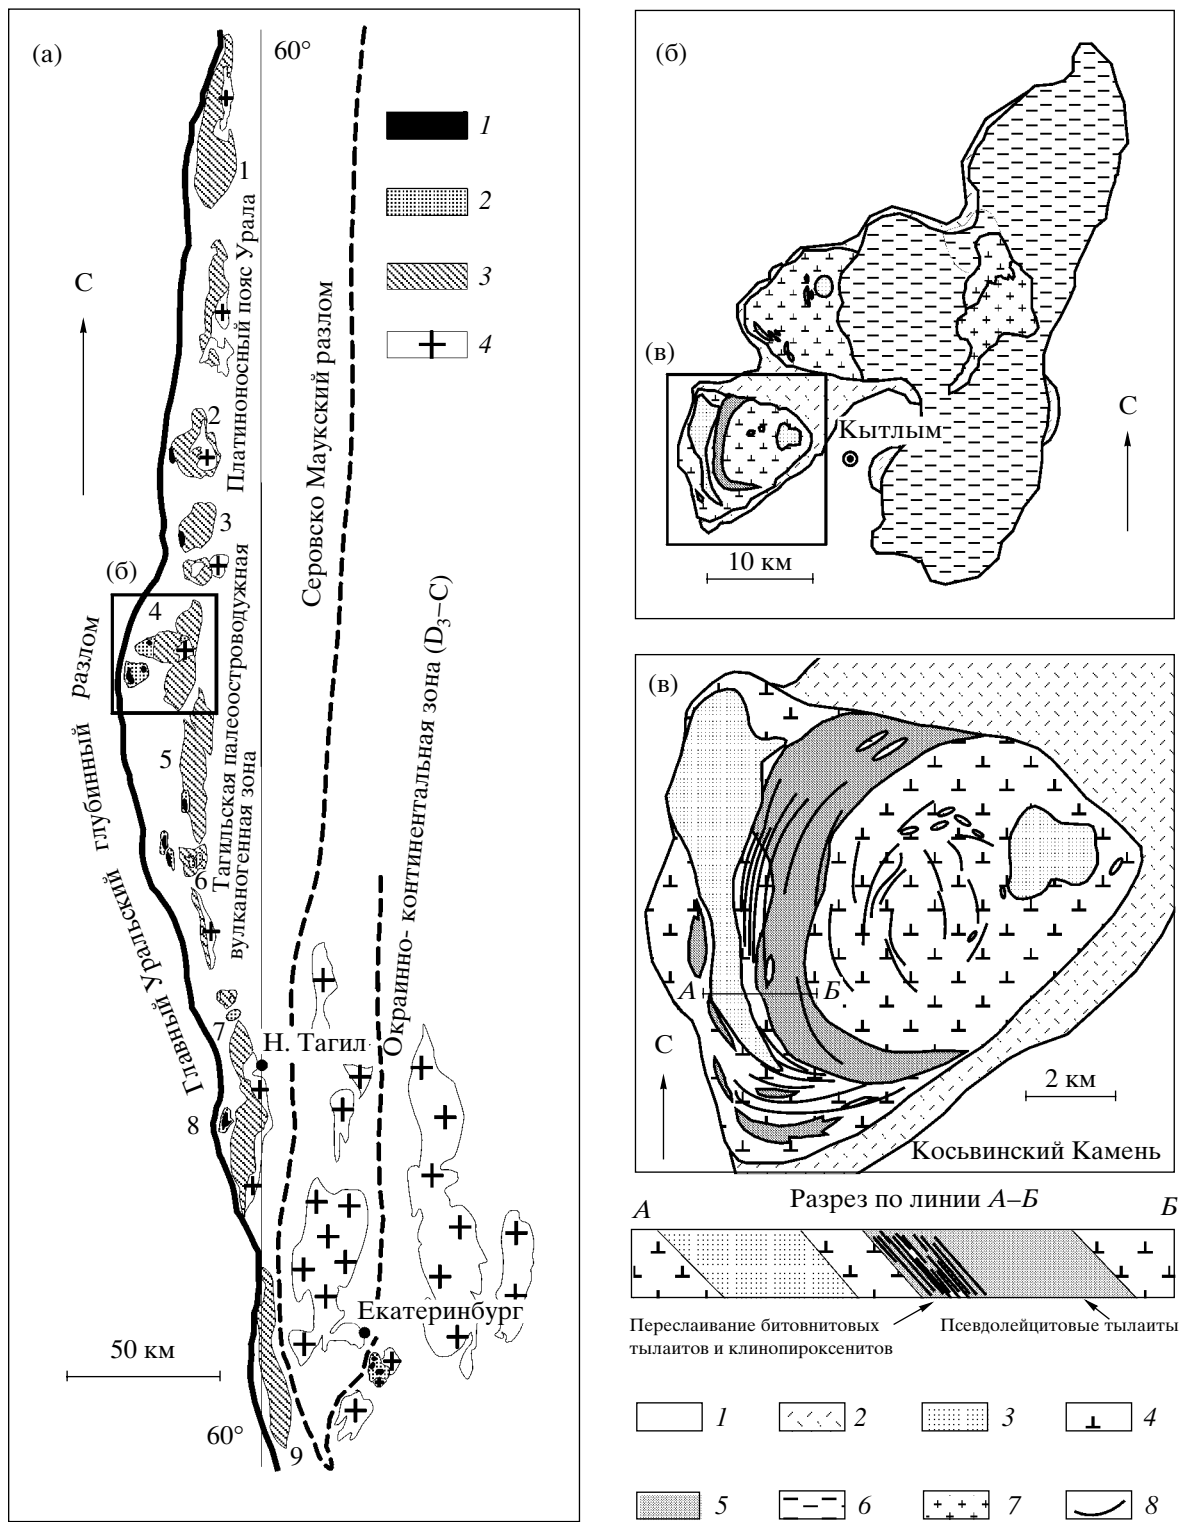 (а)
60°
1
2
3
4
С
1
Платиноносный пояс Урала
Серовско Маукский разлом
2
3
(б)
4
Тагильская палеоостроводужная
вулканогенная зона
Главный Уральский глубинный разлом
Окраинно- континентальная зона (D₃–C)
5
6
7
Н. Тагил
8
Екатеринбург
50 км
60°
9
(б)
(в)
С
Кытлым
10 км
(в)
А
Б
С
2 км
Косьвинский Камень
Разрез по линии А–Б
А
Б
Переслаивание битовнитовых
тылаитов и клинопироксенитов
Псевдолейцитовые тылаиты
1
2
3
4
5
6
7
8